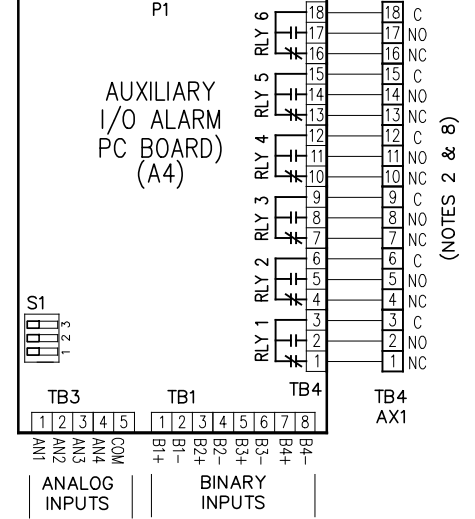 P1
AUXILIARY
I/O ALARM
PC BOARD)
(A4)
RLY 6
18 18 C
17 17 NO
16 16 NC
RLY 5
15 15 C
14 14 NO
13 13 NC
RLY 4
12 12 C
11 11 NO
10 10 NC
RLY 3
9 9 C
8 8 NO
7 7 NC
RLY 2
6 6 C
5 5 NO
4 4 NC
RLY 1
3 3 C
2 2 NO
1 1 NC
(NOTES 2 & 8)
S1
1 2 3
TB4
TB4
AX1
TB3
1 2 3 4 5
AN1
AN2
AN3
AN4
COM
ANALOG
INPUTS
TB1
1 2 3 4 5 6 7 8
B1+
B1-
B2+
B2-
B3+
B3-
B4+
B4-
BINARY
INPUTS